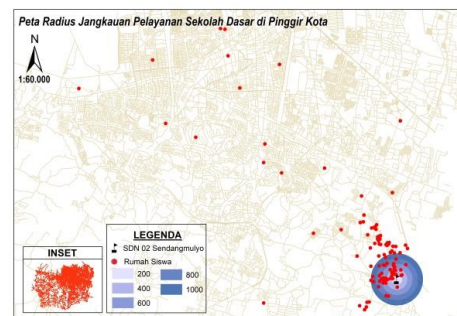 Peta Radius Jangkauan Pelayanan Sekolah Dasar di Pinggir Kota
N
1:60.000
LEGENDA
SDN 02 Sendangmulyo
Rumah Siswa
200
800
400
1000
600
INSET